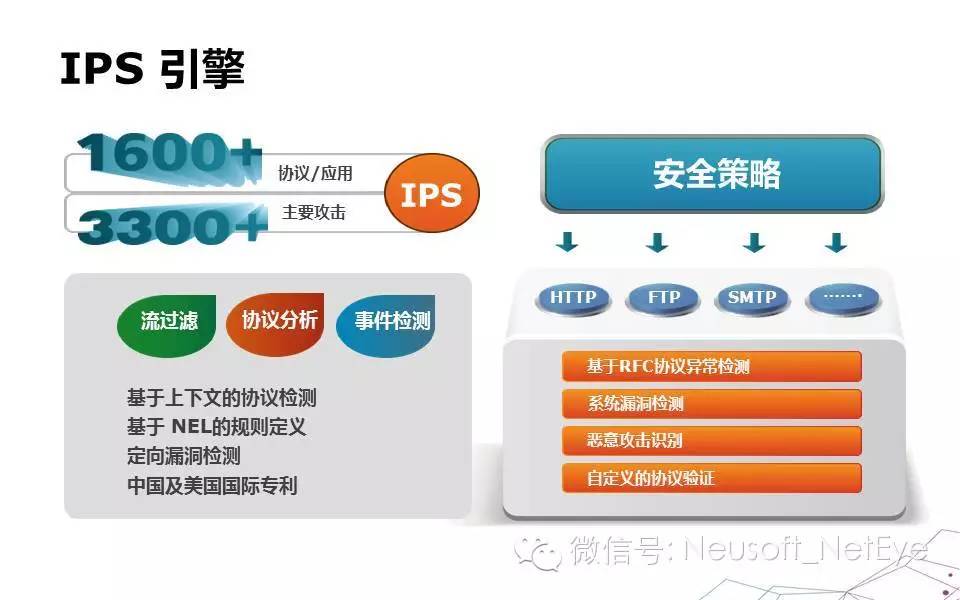 IPS 引擎
1600+
协议/应用
3300+
主要攻击
IPS
流过滤
协议分析
事件检测
基于上下文的协议检测
基于 NEL的规则定义
定向漏洞检测
中国及美国国际专利
安全策略
HTTP
FTP
SMTP
……
基于RFC协议异常检测
系统漏洞检测
恶意攻击识别
自定义的协议验证
微信号: Neusoft_NetEye